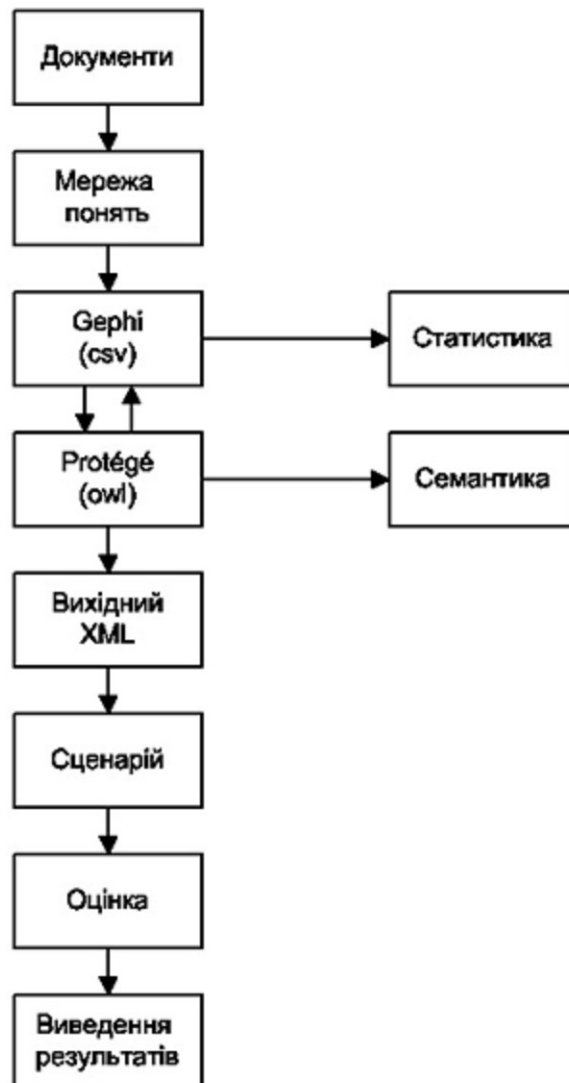 Документи
Мережа
понять
Gephi
(csv)
Статистика
Protégé
(owl)
Семантика
Вихідний
XML
Сценарій
Оцінка
Виведення
результатів